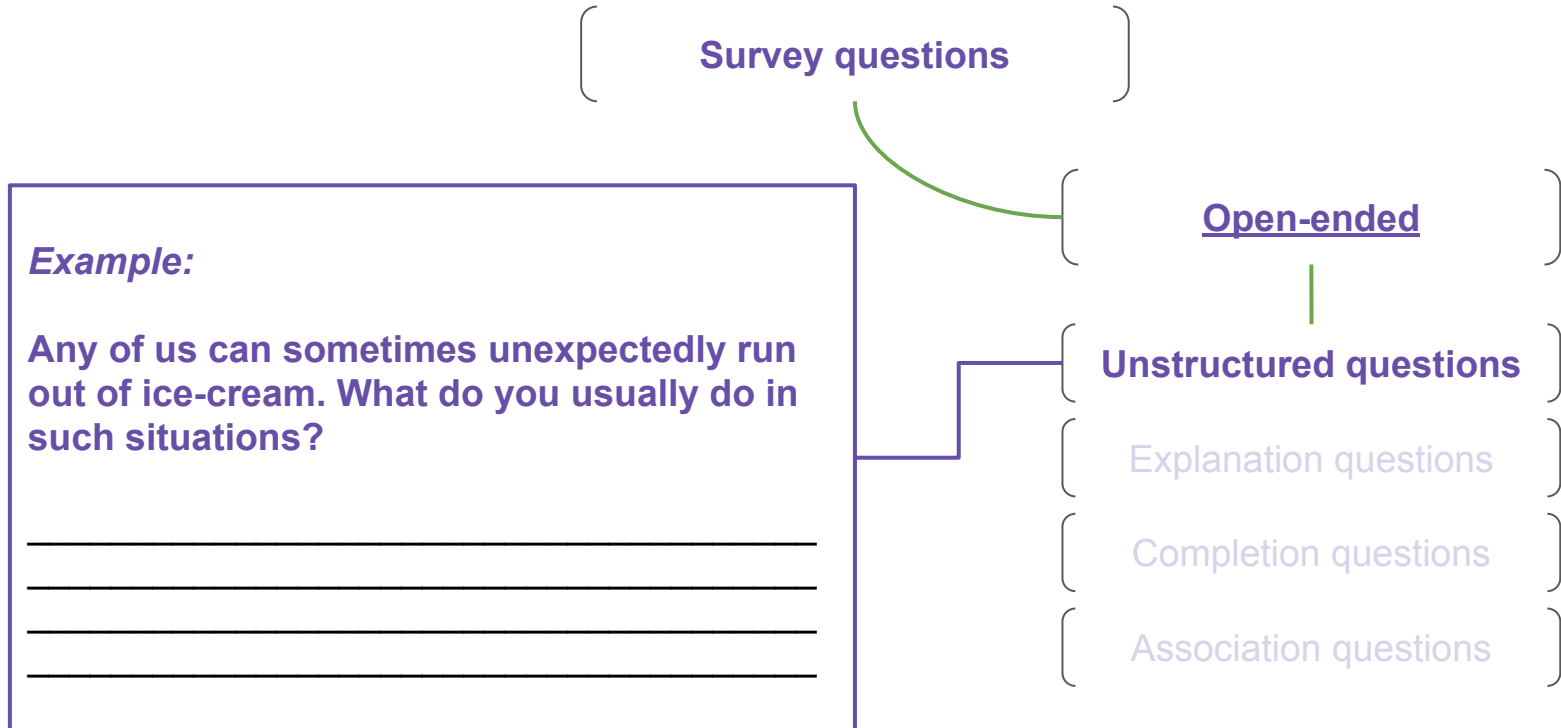 Survey questions
Open-ended
Example:
Any of us can sometimes unexpectedly run
out of ice-cream. What do you usually do in
such situations?
Unstructured questions
Explanation questions
Completion questions
Association questions